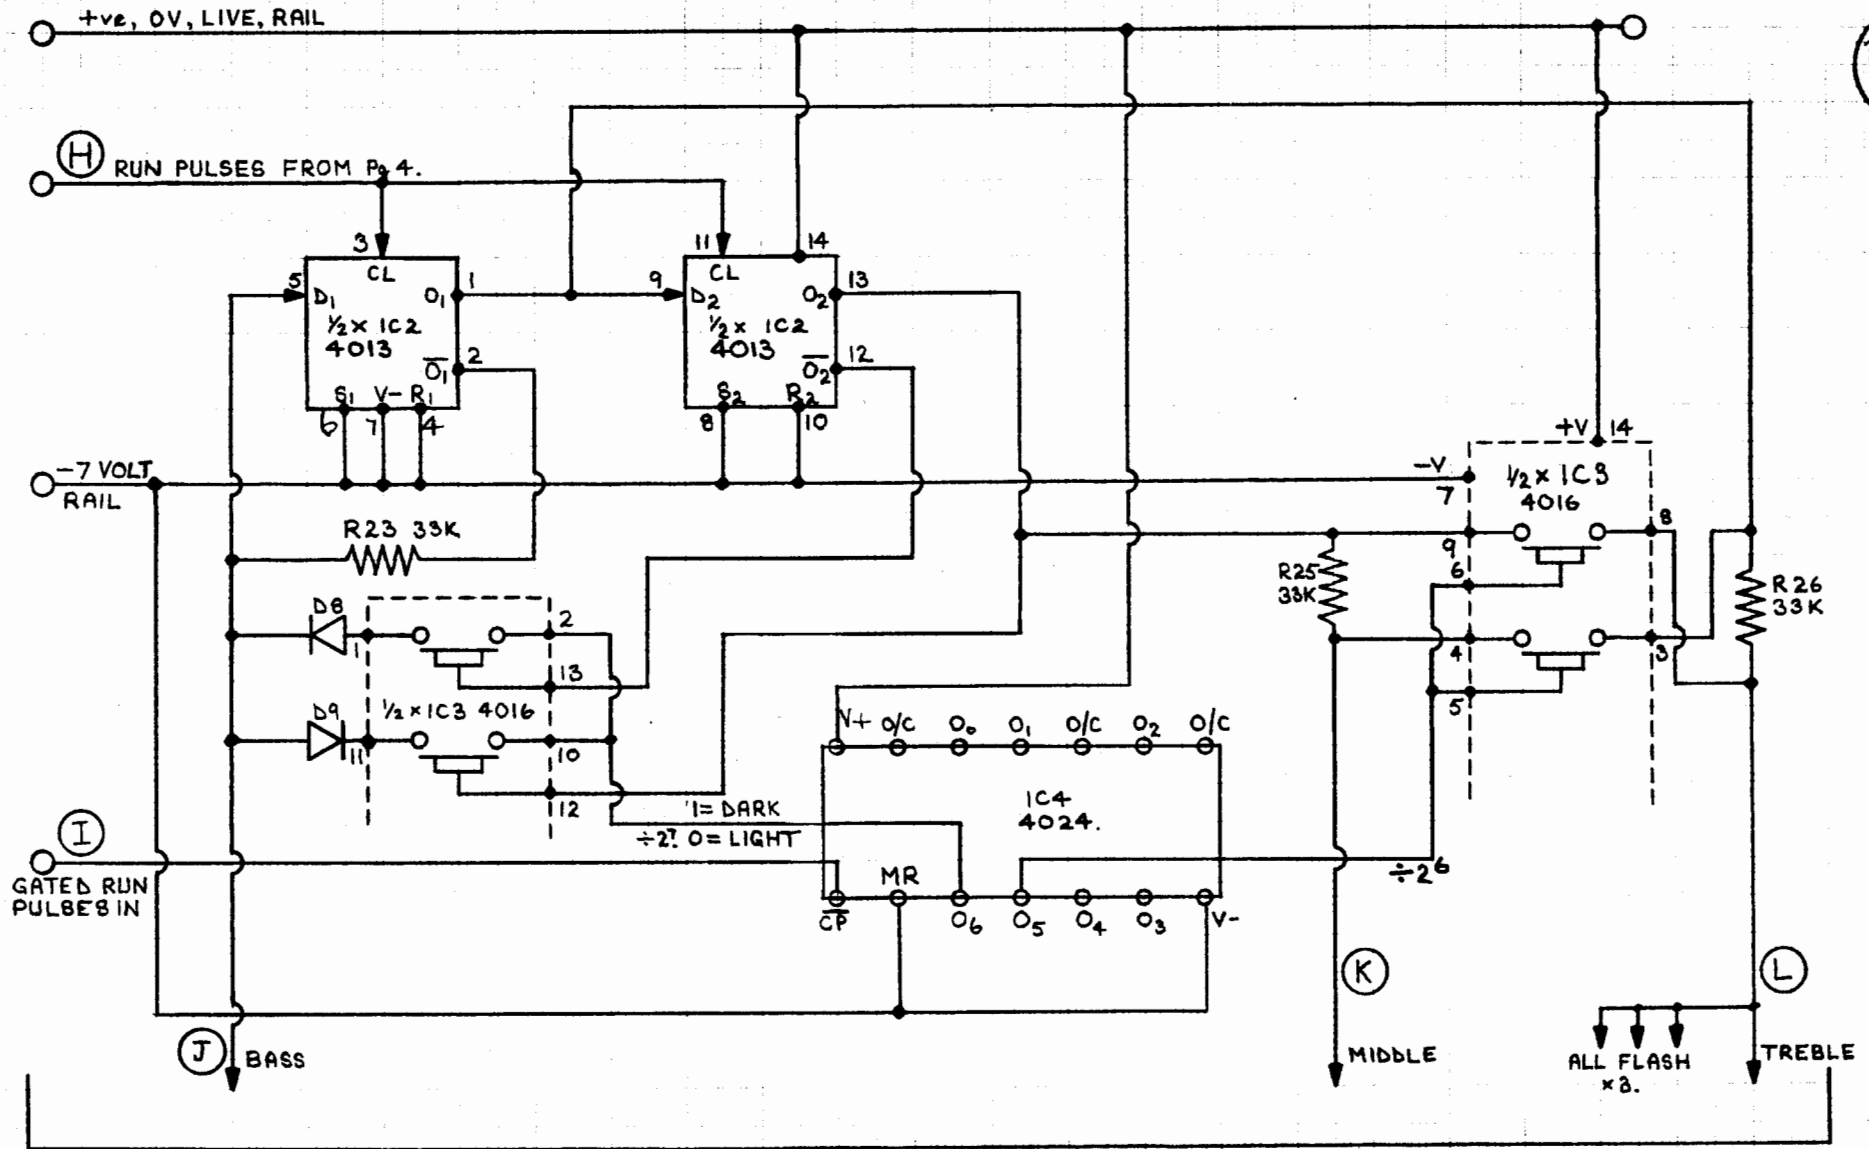 +ve, 0V, LIVE, RAIL
H
RUN PULSES FROM Pg 4.
3
CL
5
D1
O1
1
½ x IC2
4013
O̅1
2
S1
V-
R1
6
7
4
11
14
CL
9
D2
O2
13
½ x IC2
4013
O̅2
12
S2
R2
8
10
-7 VOLT
RAIL
R23 33K
-V
7
+V
14
½ x IC3
4016
8
9
6
R25
33K
R26
33K
4
3
5
D8
1
2
13
D9
½ x IC3 4016
11
10
12
V+
O/C
O0
O1
O/C
O2
O/C
IC4
4024.
1=DARK
÷2⁷ 0=LIGHT
I
GATED RUN
PULSES IN
MR
÷2⁶
C̅P̅
O6
O5
O4
O3
V-
K
L
J
BASS
MIDDLE
ALL FLASH
x3.
TREBLE